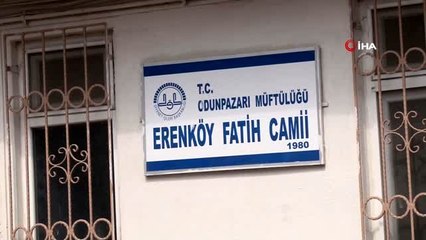 İHA
T.C.
ODUNPAZARI MÜFTÜLÜĞÜ
ERENKÖY FATİH CAMİİ
1980